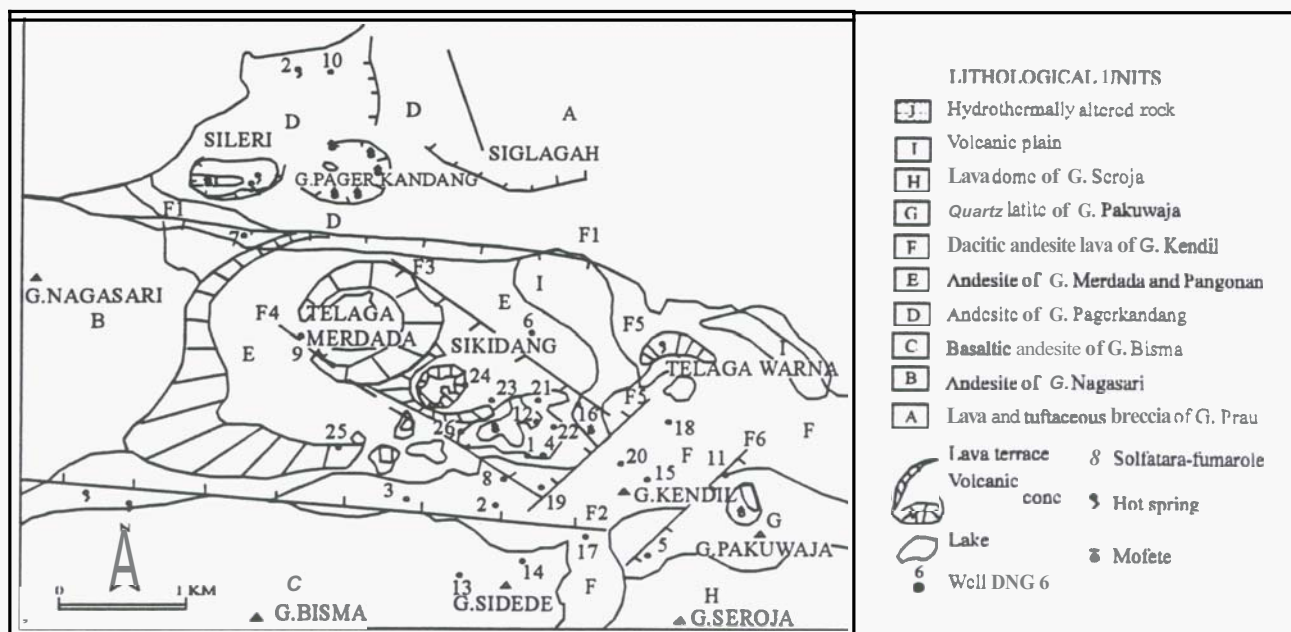 2 10
D D A
SILERI
SIGLAGAH
G.PAGER KANDANG
F1 D
7 F1
F3 I
G.NAGASARI
B
F4 TELAGA E F5
MERDADA 6
9 SIKIDANG I
E TELAGA WARNA
24
23 21 F5
12 16
26 22 18 F
25 1 4 F F6
8 20 15 11
3 19 G.KENDIL
2 F2 G
17 5 G.PAKUWAJA
14
C 13 F H
0 1 KM G.SIDEDE
G.BISMA G.SEROJA
N
LITHOLOGICAL UNITS
J Hydrothermally altered rock
I Volcanic plain
H Lava dome of G. Seroja
G Quartz latite of G. Pakuwaja
F Dacitic andesite lava of G. Kendil
E Andesite of G. Merdada and Pangonan
D Andesite of G. Pagerkandang
C Basaltic andesite of G. Bisma
B Andesite of G. Nagasari
A Lava and tuftaceous breccia of G. Prau
Lava terrace
Volcanic
conc
Lake
6
Well DNG 6
8 Solfatara-fumarole
Hot spring
Mofete